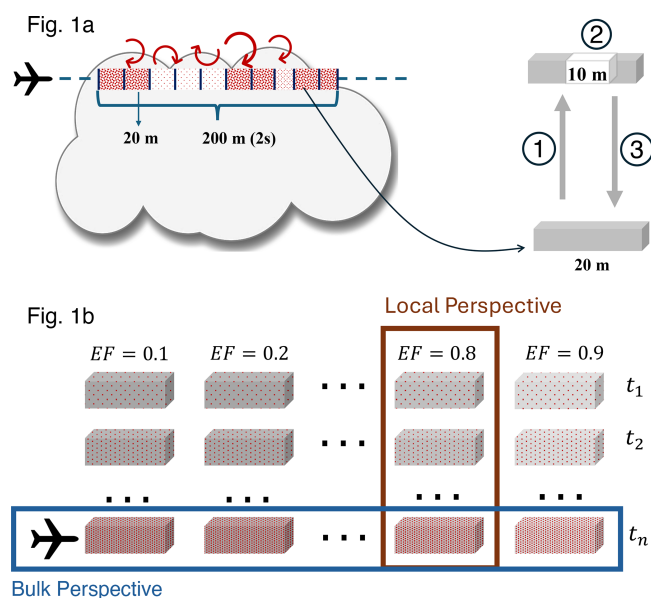 Fig. 1a
20 m
200 m (2s)
②
10 m
①
③
20 m
Fig. 1b
Local Perspective
EF = 0.1
EF = 0.2
EF = 0.8
EF = 0.9
. . .
t₁
. . .
t₂
. . .
. . .
. . .
. . .
. . .
tₙ
Bulk Perspective